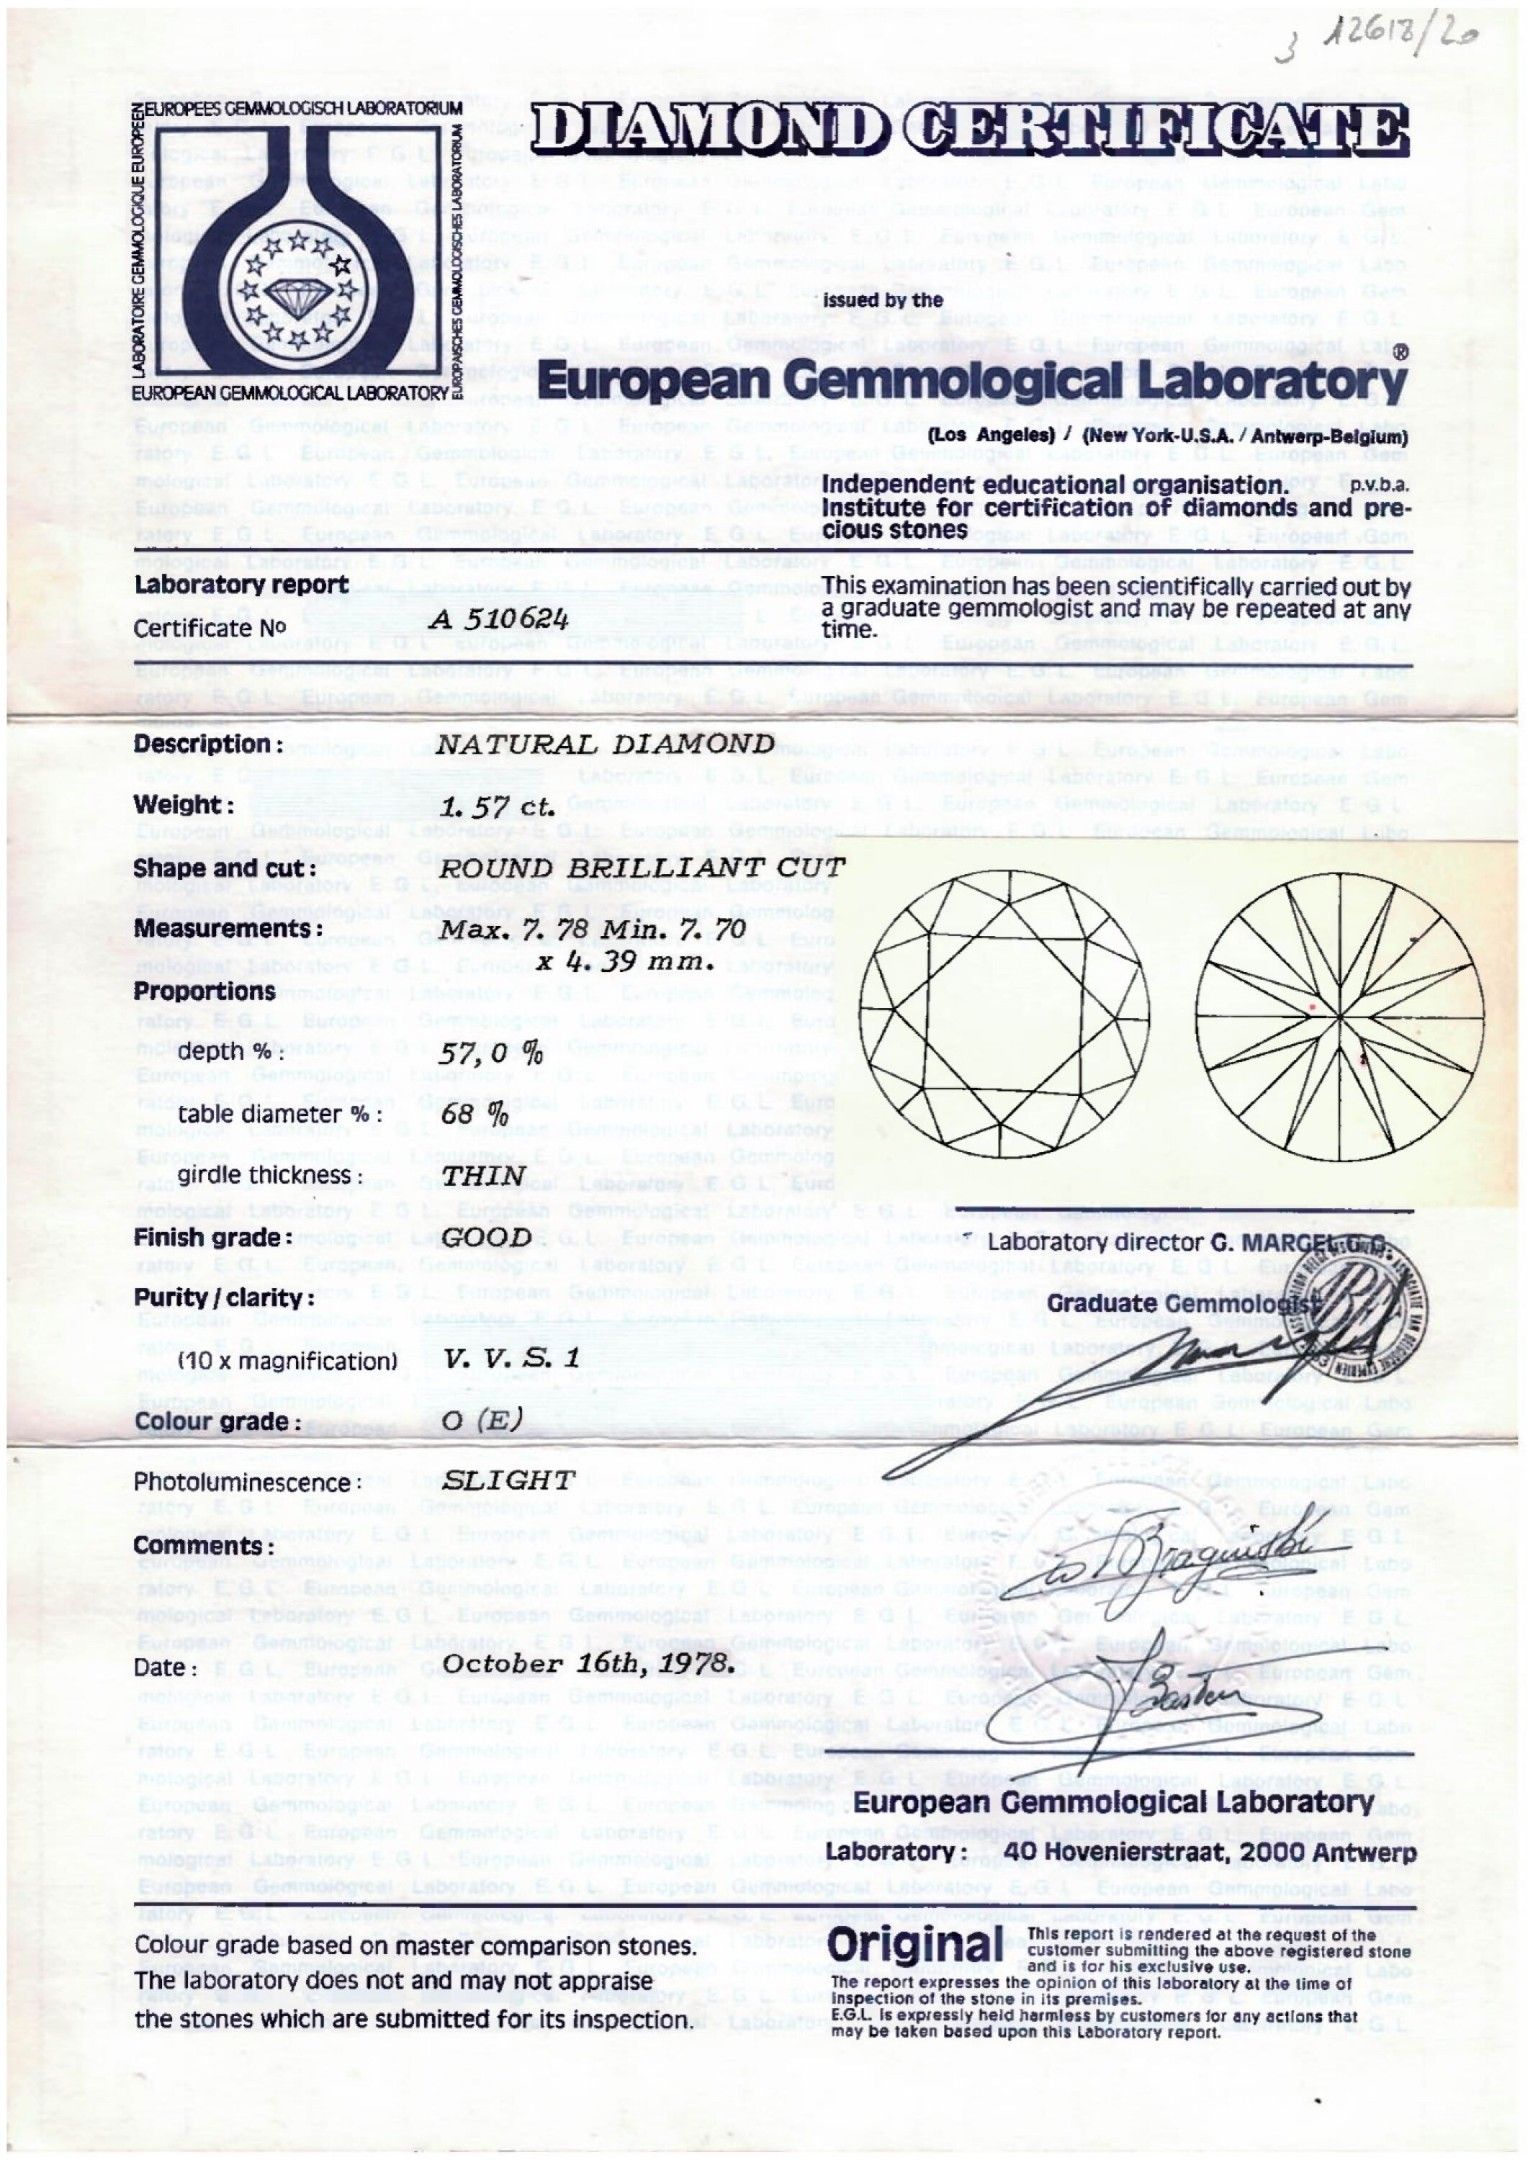 3 12618/20
EUROPEES GEMMOLOGISCH LABORATORIUM
LABORATOIRE GEMMOLOGIQUE EUROPEEN
EUROPÄISCHES GEMMOLOGISCHES LABORATORIUM
EUROPEAN GEMMOLOGICAL LABORATORY
DIAMOND CERTIFICATE
issued by the
European Gemmological Laboratory ®
(Los Angeles) / (New York-U.S.A. / Antwerp-Belgium)
Independent educational organisation. p.v.b.a.
Institute for certification of diamonds and pre-
cious stones
Laboratory report
Certificate No A 510624
This examination has been scientifically carried out by
a graduate gemmologist and may be repeated at any
time.
Description: NATURAL DIAMOND
Weight: 1.57 ct.
Shape and cut: ROUND BRILLIANT CUT
Measurements: Max. 7.78 Min. 7.70
x 4.39 mm.
Proportions
depth %: 57,0 %
table diameter %: 68 %
girdle thickness: THIN
Finish grade: GOOD
Purity / clarity:
(10 x magnification) V. V. S. 1
Colour grade: O (E)
Photoluminescence: SLIGHT
Comments:
Date: October 16th, 1978.
Laboratory director G. MARCEL G.G.
Graduate Gemmologist
European Gemmological Laboratory
Laboratory: 40 Hovenierstraat, 2000 Antwerp
Colour grade based on master comparison stones.
The laboratory does not and may not appraise
the stones which are submitted for its inspection.
Original
This report is rendered at the request of the
customer submitting the above registered stone
and is for his exclusive use.
The report expresses the opinion of this laboratory at the time of
inspection of the stone in its premises.
E.G.L. is expressly held harmless by customers for any actions that
may be taken based upon this Laboratory report.